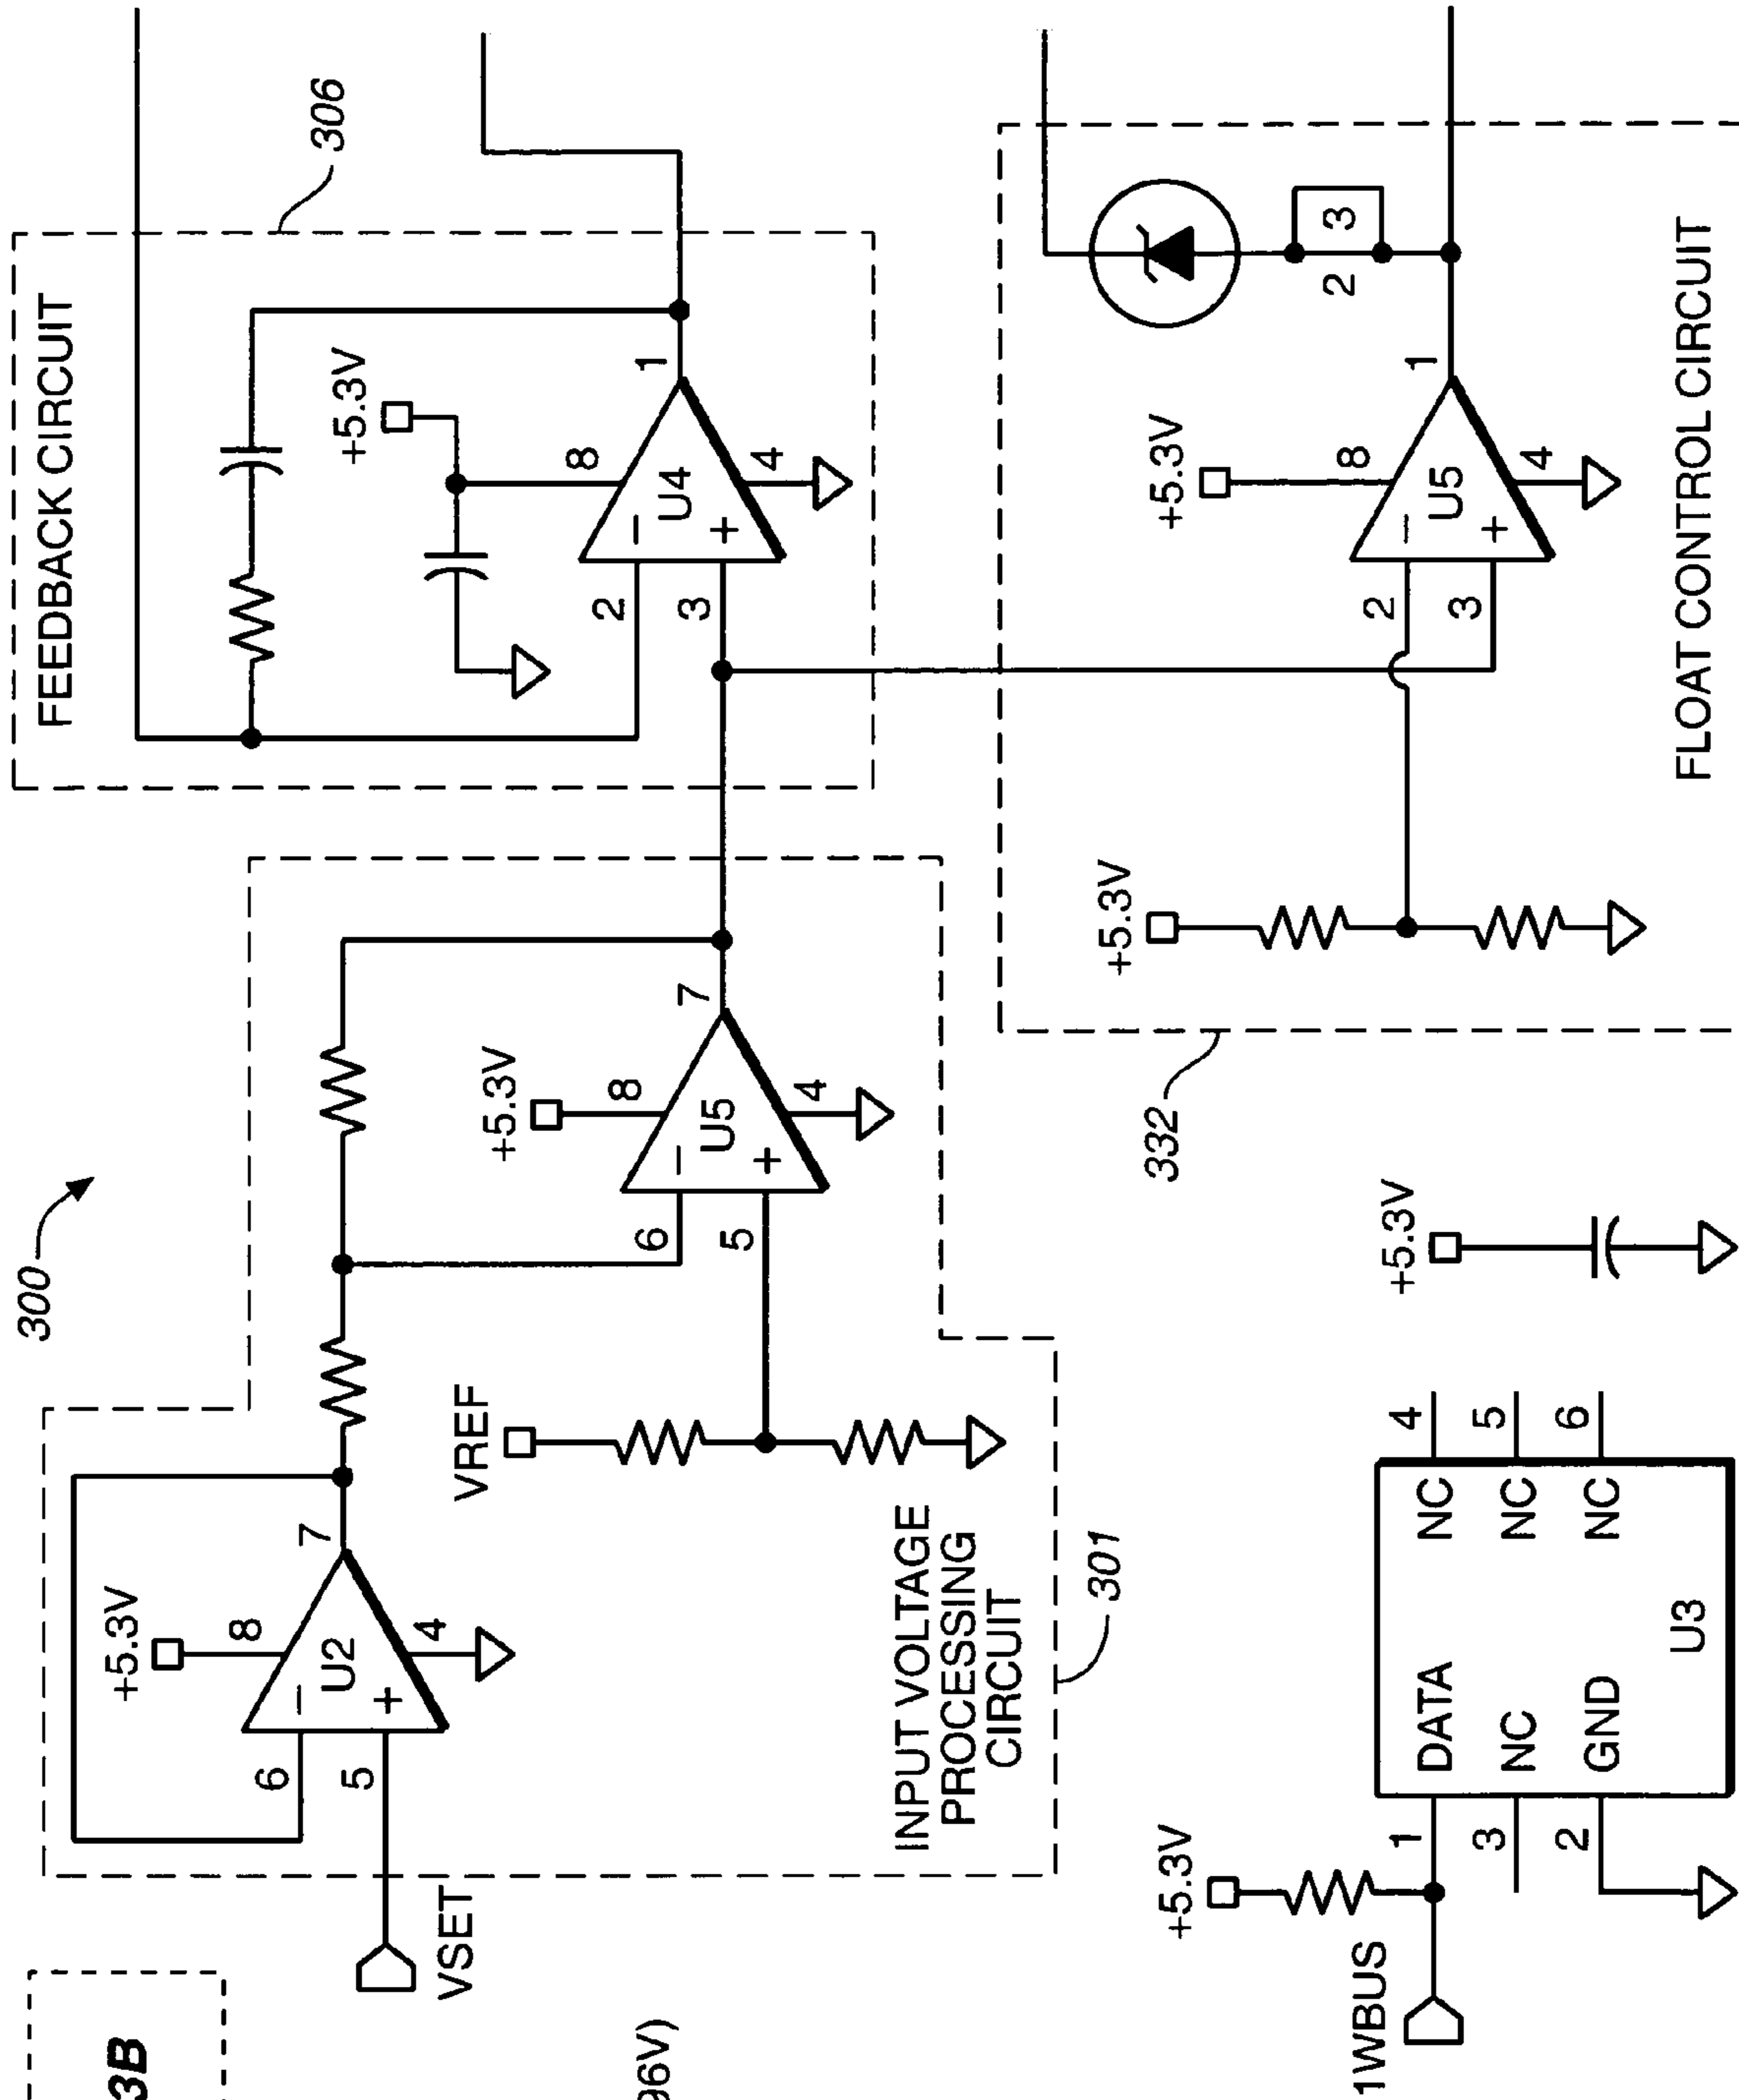 3B
96V)
300
FEEDBACK CIRCUIT
306
+5.3V
8
1
U4
−
+
2
3
4
+5.3V
8
7
U2
−
+
6
5
4
VSET
VREF
+5.3V
8
7
U5
−
+
6
5
4
INPUT VOLTAGE
PROCESSING
CIRCUIT
301
332
+5.3V
+5.3V
8
1
U5
−
+
2
3
4
2
3
FLOAT CONTROL CIRCUIT
1WBUS
+5.3V
1
3
2
DATA
NC
GND
NC
NC
NC
U3
4
5
6
+5.3V